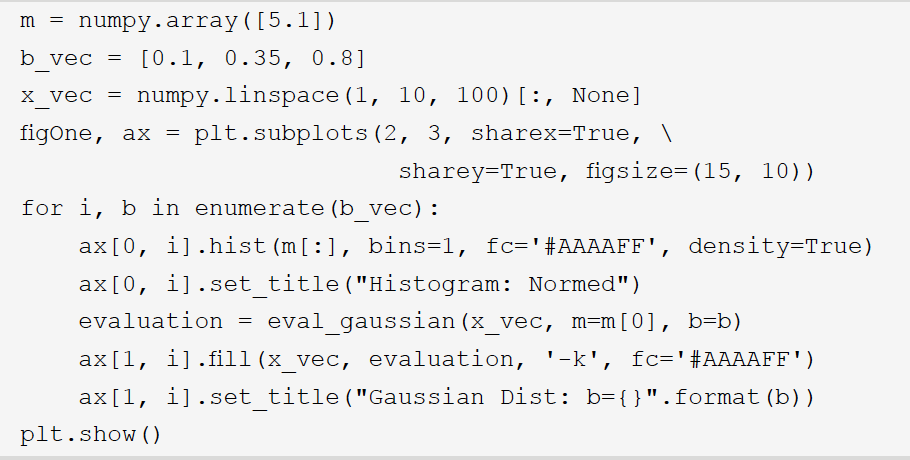 m = numpy.array([5.1])
b_vec = [0.1, 0.35, 0.8]
x_vec = numpy.linspace(1, 10, 100)[:, None]
figOne, ax = plt.subplots(2, 3, sharex=True, \
                          sharey=True, figsize=(15, 10))
for i, b in enumerate(b_vec):
    ax[0, i].hist(m[:], bins=1, fc='#AAAAFF', density=True)
    ax[0, i].set_title("Histogram: Normed")
    evaluation = eval_gaussian(x_vec, m=m[0], b=b)
    ax[1, i].fill(x_vec, evaluation, '-k', fc='#AAAAFF')
    ax[1, i].set_title("Gaussian Dist: b={}".format(b))
plt.show()